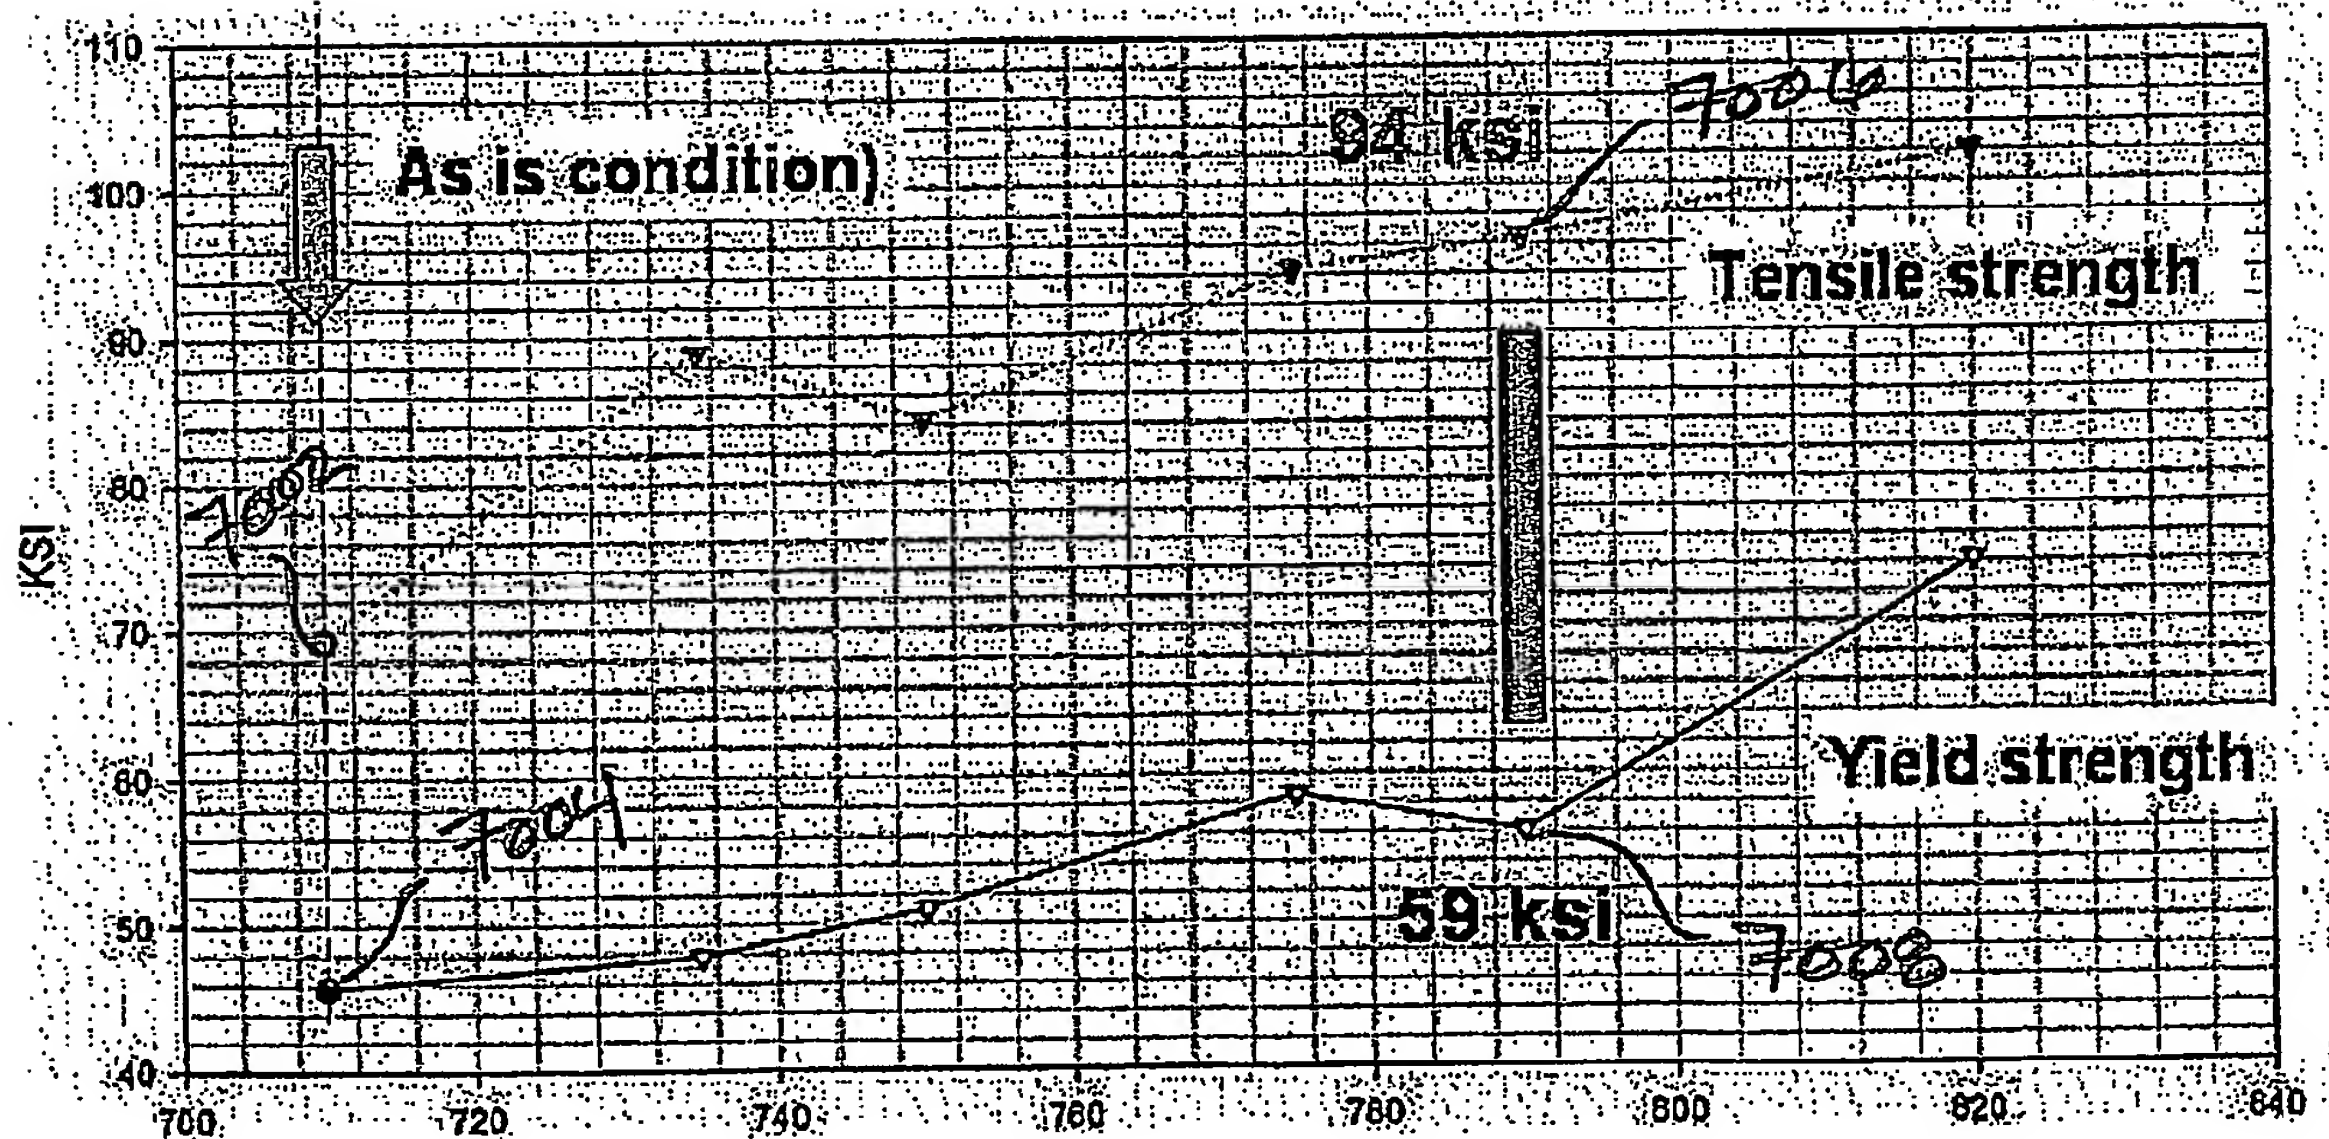 110
7006
94 ksi
As is condition)
100
Tensile strength
90
7002
80
KSI
70
Yield strength
60
7004
59 ksi
50
7008
40
700 720 740 760 780 800 820 840